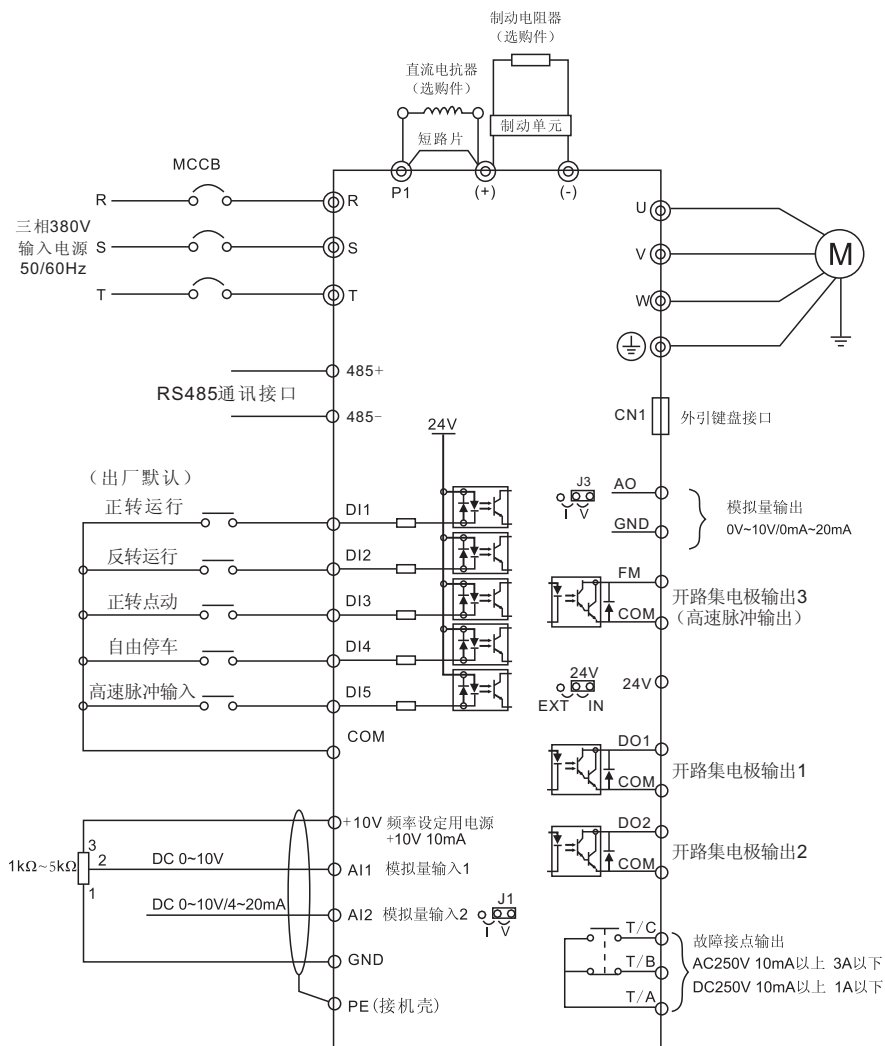 制动电阻器
（选购件）
直流电抗器
（选购件）
制动单元
短路片
P1
(+)
(-)
MCCB
R
R
三相380V
输入电源
50/60Hz
S
S
T
T
U
V
W
M
485+
RS485通讯接口
485-
CN1
外引键盘接口
24V
（出厂默认）
正转运行
DI1
反转运行
DI2
正转点动
DI3
自由停车
DI4
高速脉冲输入
DI5
COM
J3
I V
AO
GND
模拟量输出
0V~10V/0mA~20mA
FM
COM
开路集电极输出3
（高速脉冲输出）
24V
EXT IN
24V
DO1
COM
开路集电极输出1
DO2
COM
开路集电极输出2
+10V 频率设定用电源
+10V 10mA
1kΩ~5kΩ
3
2
1
DC 0~10V
AI1 模拟量输入1
DC 0~10V/4~20mA
AI2 模拟量输入2
J1
I V
GND
PE(接机壳)
T/C
T/B
T/A
故障接点输出
AC250V 10mA以上 3A以下
DC250V 10mA以上 1A以下